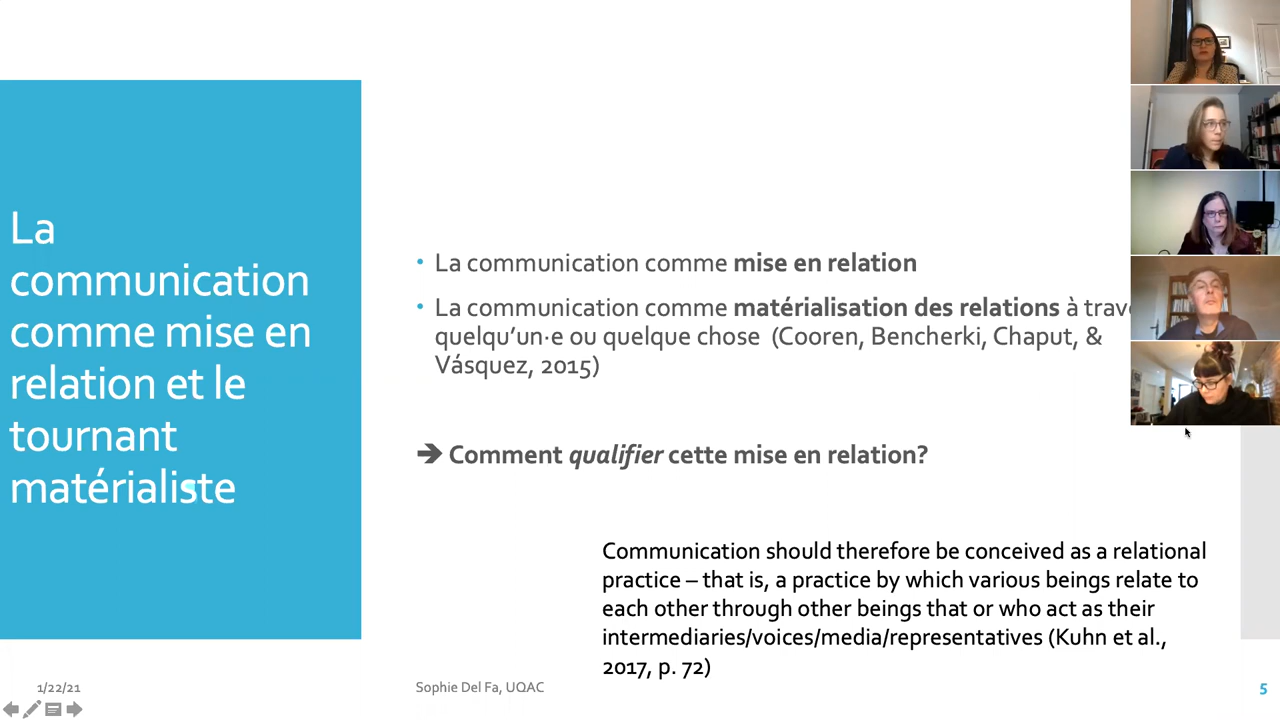 La
communication
comme mise en
relation et le
tournant
matérialiste
• La communication comme mise en relation
• La communication comme matérialisation des relations à
quelqu’un·e ou quelque chose (Cooren, Bencherki, Chaput, &
Vásquez, 2015)
➔ Comment qualifier cette mise en relation?
Communication should therefore be conceived as a relational
practice – that is, a practice by which various beings relate to
each other through other beings that or who act as their
intermediaries/voices/media/representatives (Kuhn et al.,
2017, p. 72)
1/22/21
Sophie Del Fa, UQAC
5